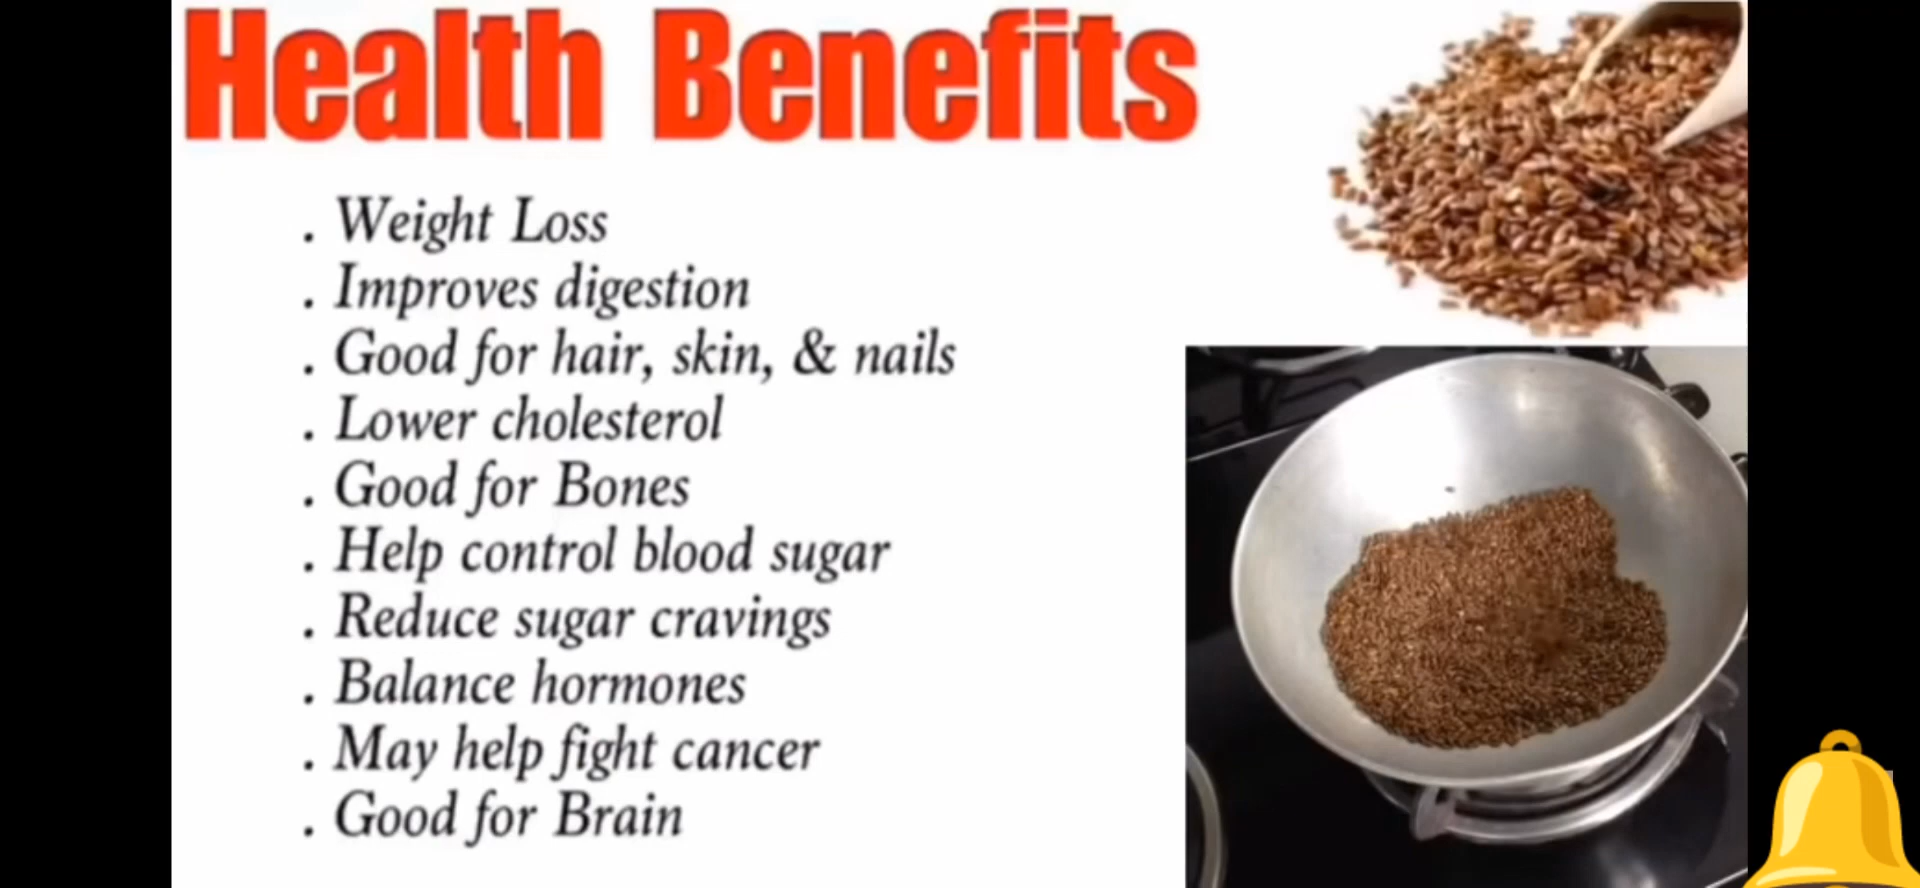 Health Benefits
. Weight Loss
. Improves digestion
. Good for hair, skin, & nails
. Lower cholesterol
. Good for Bones
. Help control blood sugar
. Reduce sugar cravings
. Balance hormones
. May help fight cancer
. Good for Brain